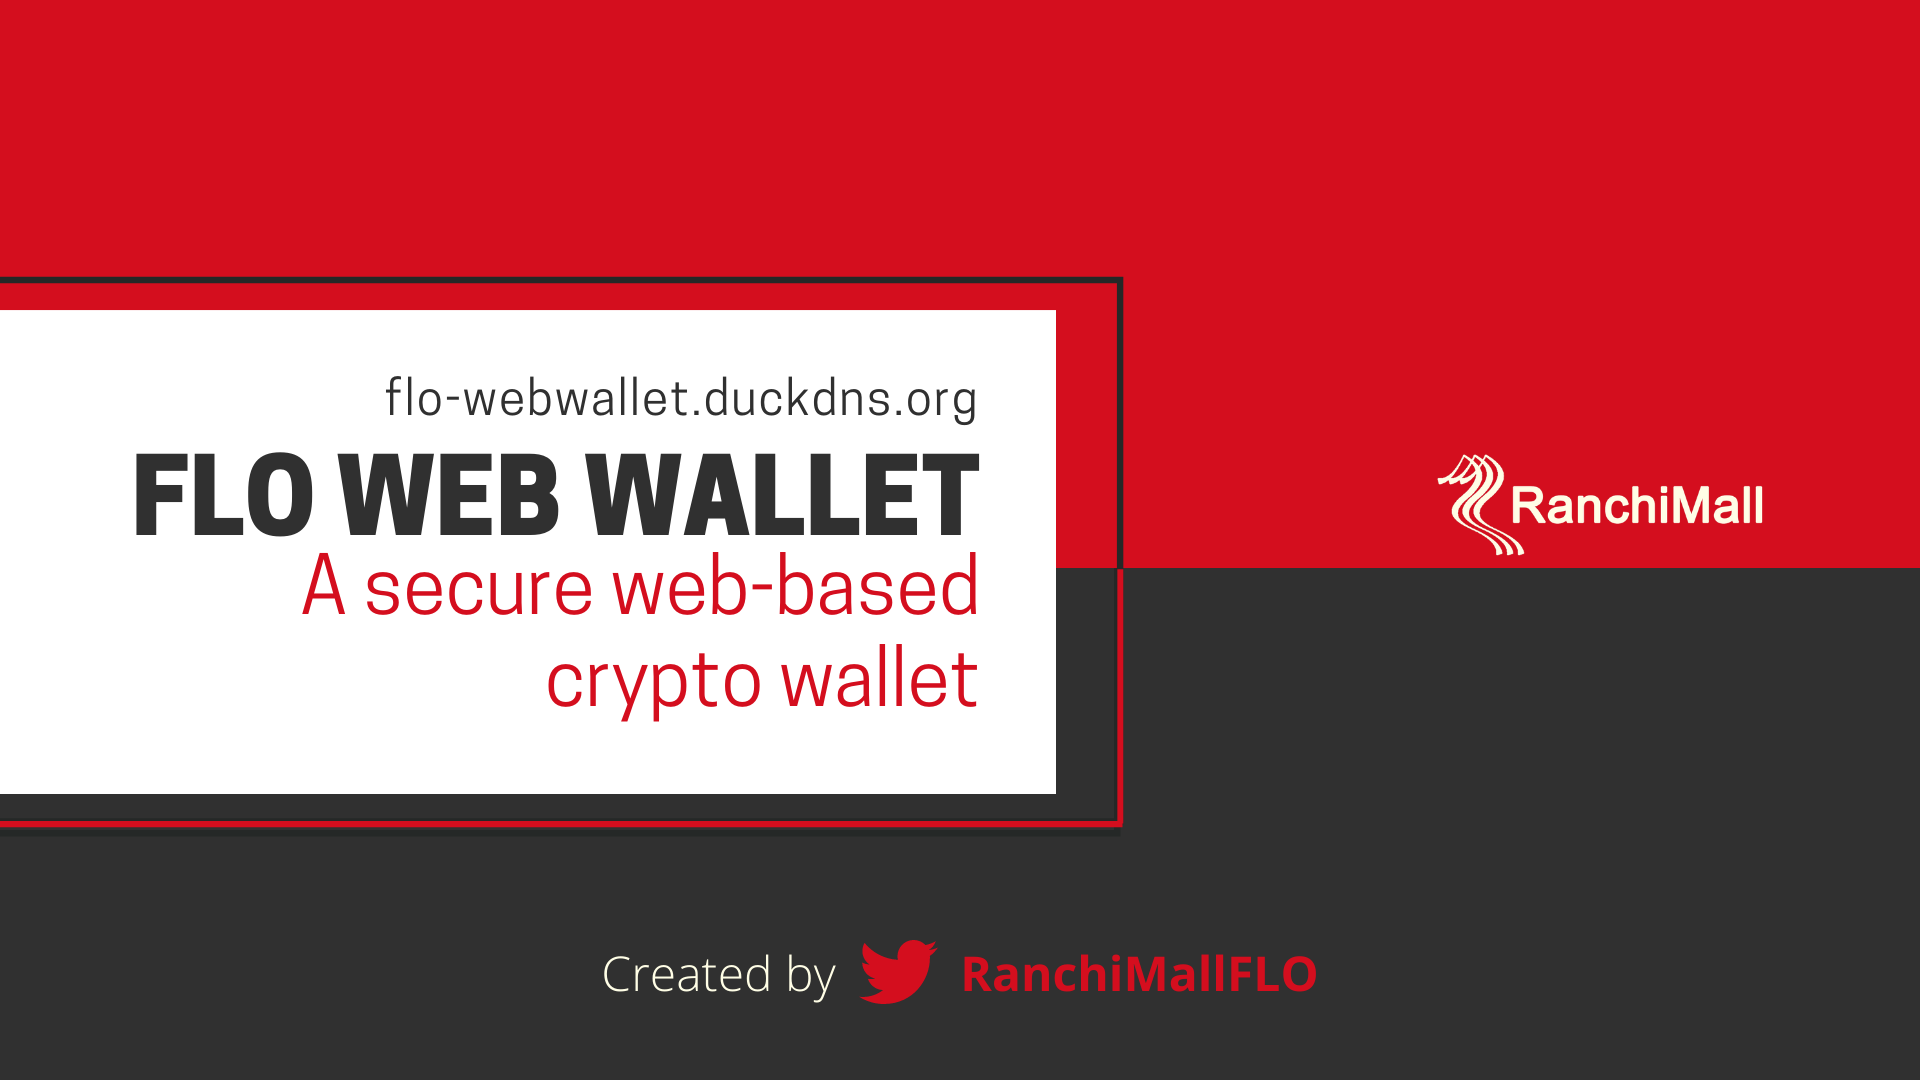 flo-webwallet.duckdns.org
FLO WEB WALLET
A secure web-based
crypto wallet
RanchiMall
Created by RanchiMallFLO